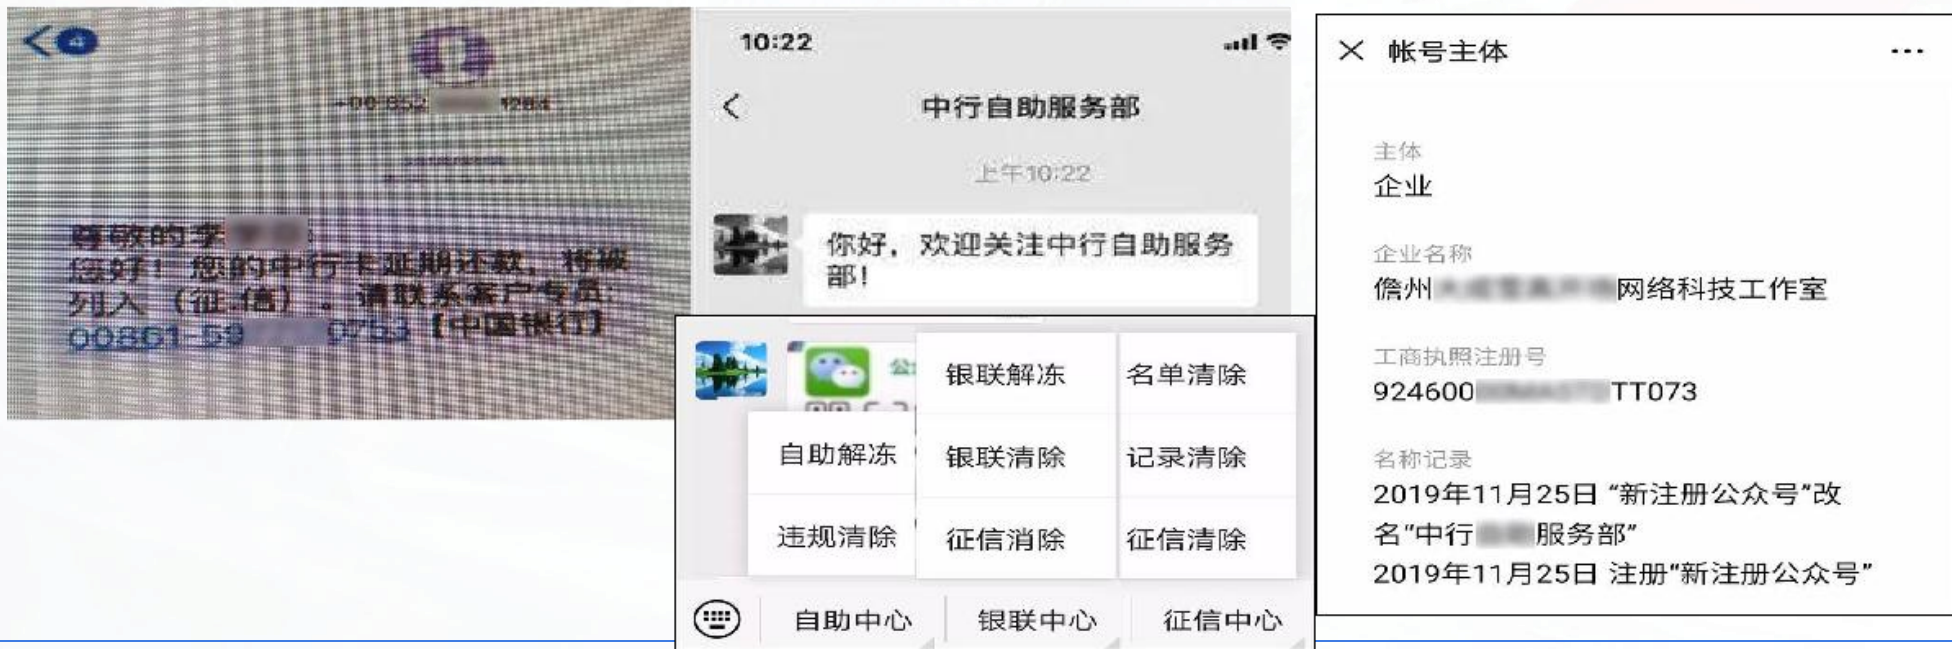 4
+00 852 1284
尊敬的李
您好！您的中行卡延期还款，将被
列入（征.信）。请联系客户专员:
00861-59 0753【中国银行】
10:22
中行自助服务部
上午10:22
你好，欢迎关注中行自助服务
部！
银联解冻
名单清除
自助解冻
银联清除
记录清除
违规清除
征信消除
征信清除
自助中心
银联中心
征信中心
帐号主体
主体
企业
企业名称
儋州 网络科技工作室
工商执照注册号
924600 TT073
名称记录
2019年11月25日 “新注册公众号”改
名“中行 服务部”
2019年11月25日 注册“新注册公众号”